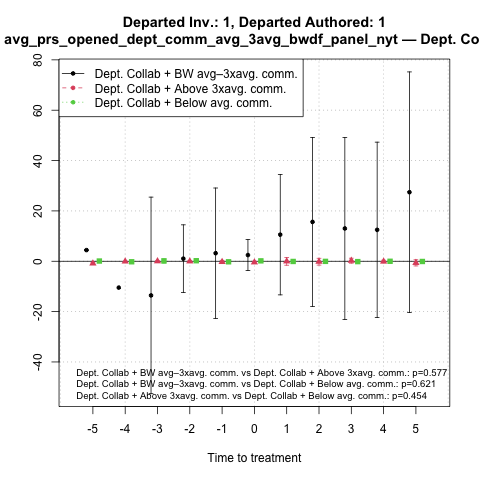 Departed Inv.: 1, Departed Authored: 1
avg_prs_opened_dept_comm_avg_3avg_bwdf_panel_nyt — Dept. Co
80
Dept. Collab + BW avg–3xavg. comm.
Dept. Collab + Above 3xavg. comm.
Dept. Collab + Below avg. comm.
60
40
20
0
-20
-40
Dept. Collab + BW avg–3xavg. comm. vs Dept. Collab + Above 3xavg. comm.: p=0.577
Dept. Collab + BW avg–3xavg. comm. vs Dept. Collab + Below avg. comm.: p=0.621
Dept. Collab + Above 3xavg. comm. vs Dept. Collab + Below avg. comm.: p=0.454
-5 -4 -3 -2 -1 0 1 2 3 4 5
Time to treatment